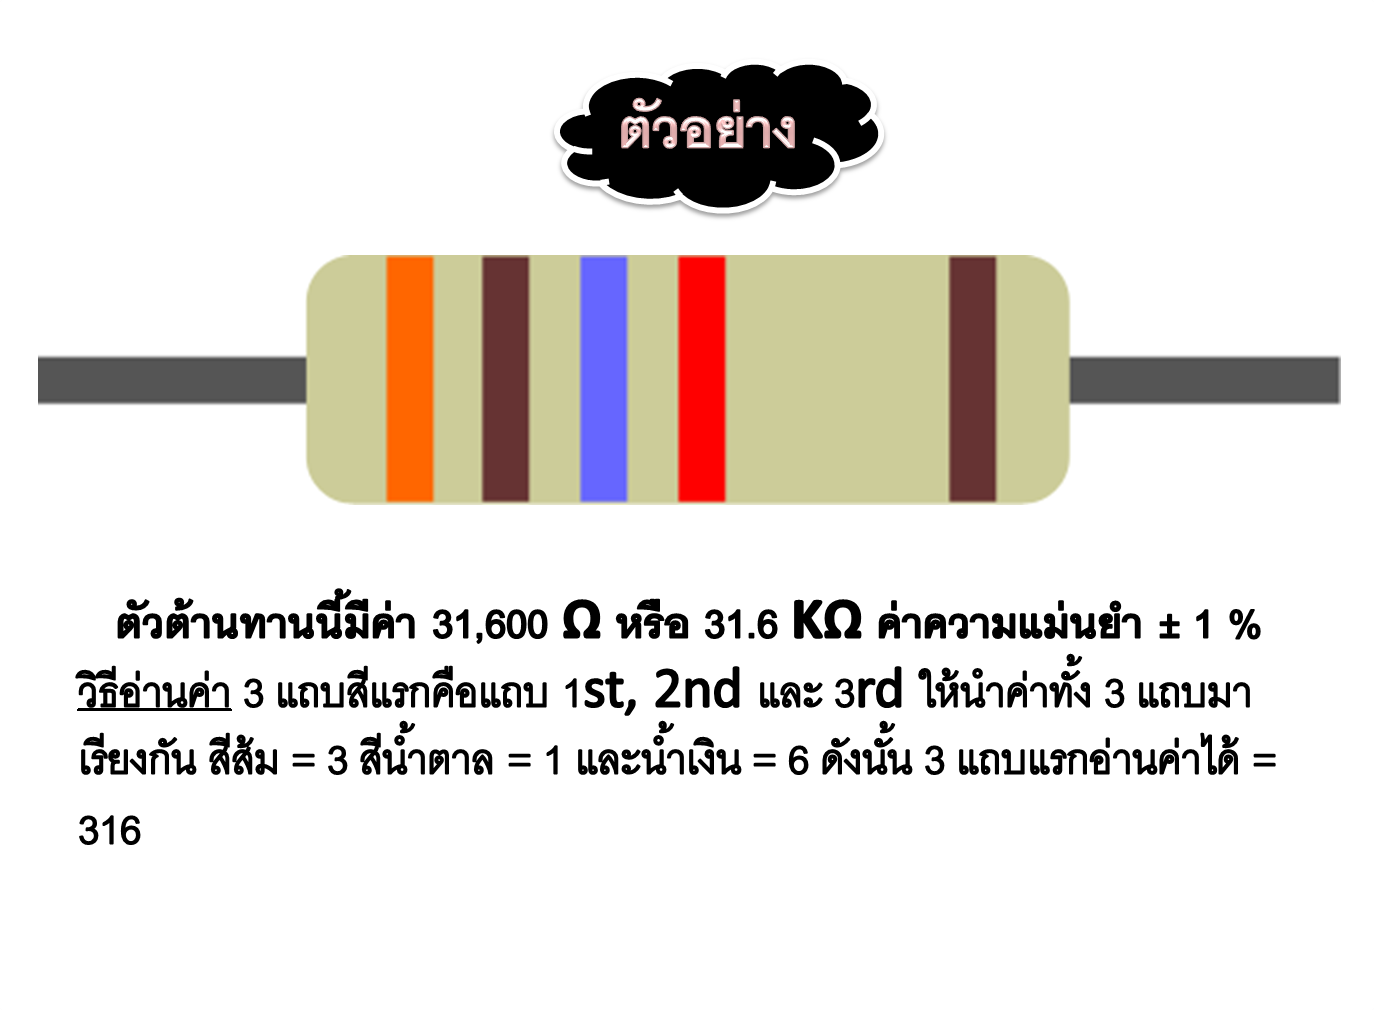 ตัวอย่าง
ตัวต้านทานนี้มีค่า 31,600 Ω หรือ 31.6 KΩ ค่าความแม่นยำ ± 1 %
วิธีอ่านค่า 3 แถบสีแรกคือแถบ 1st, 2nd และ 3rd ให้นำค่าทั้ง 3 แถบมา
เรียงกัน สีส้ม = 3 สีน้ำตาล = 1 และน้ำเงิน = 6 ดังนั้น 3 แถบแรกอ่านค่าได้ =
316